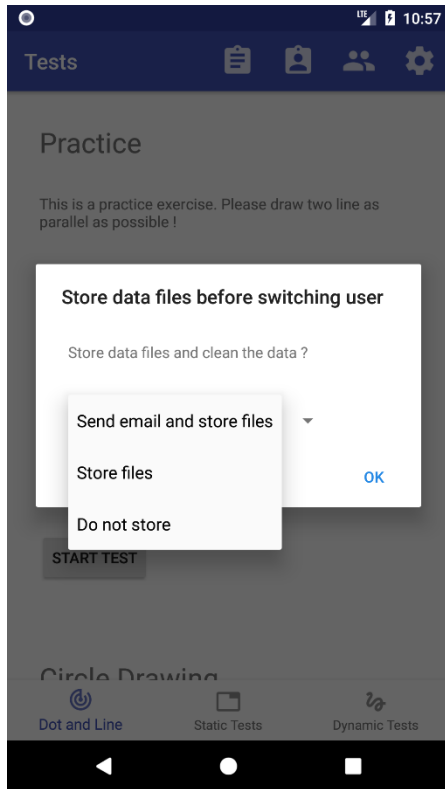 LTE 10:57
Tests
Practice
This is a practice exercise. Please draw two line as
parallel as possible !
Store data files before switching user
Store data files and clean the data ?
Send email and store files
Store files
OK
Do not store
START TEST
Circle Drawing
Dot and Line Static Tests Dynamic Tests